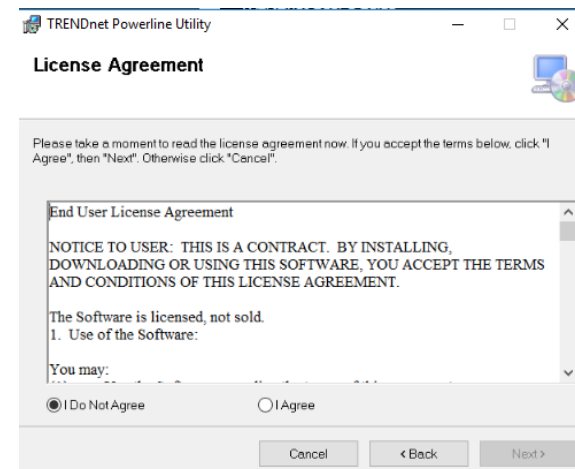 TRENDnet Powerline Utility
License Agreement
Please take a moment to read the license agreement now. If you accept the terms below, click "I
Agree", then "Next". Otherwise click "Cancel".
End User License Agreement
NOTICE TO USER: THIS IS A CONTRACT. BY INSTALLING,
DOWNLOADING OR USING THIS SOFTWARE, YOU ACCEPT THE TERMS
AND CONDITIONS OF THIS LICENSE AGREEMENT.
The Software is licensed, not sold.
1. Use of the Software:
You may:
I Do Not Agree
I Agree
Cancel
< Back
Next >